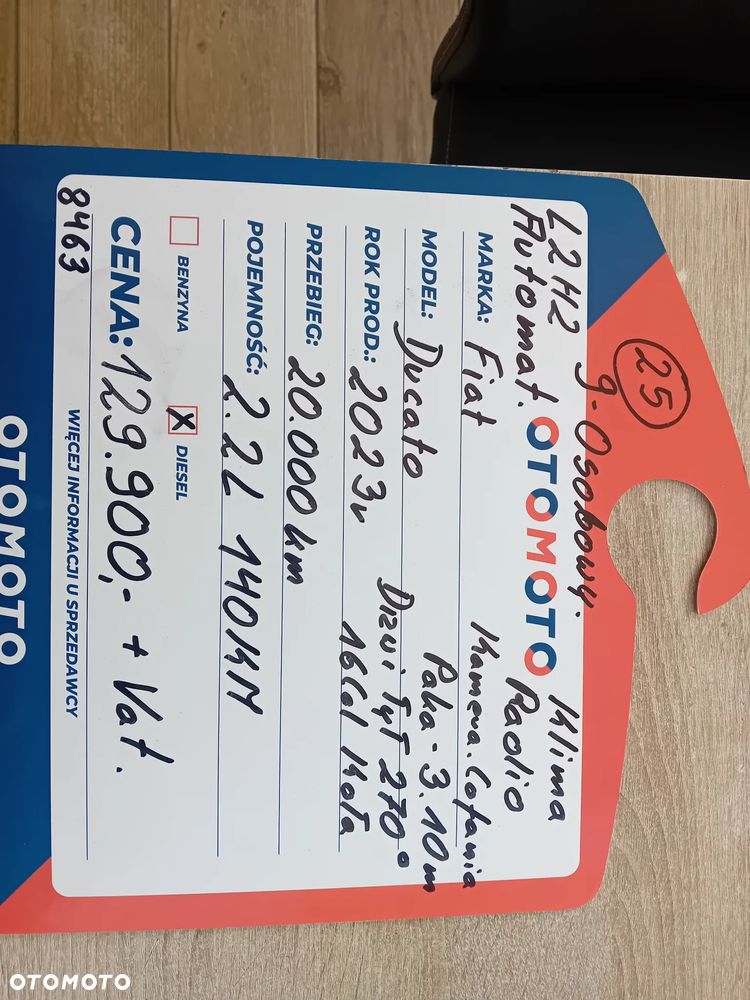 25
L2H2 9-Osobowy.
Automat. OTOMOTO Klima
Radio
MARKA: Fiat Kamera.Cofania
MODEL: Ducato Paka - 3.10m
ROK PROD.: 2023r Drzwi Tył 270°
16Cal Koła
PRZEBIEG: 20.000 km
POJEMNOŚĆ: 2.2L 140KM
BENZYNA X DIESEL
CENA: 129.900,- + Vat.
8463 WIĘCEJ INFORMACJI U SPRZEDAWCY
OTOMOTO
OTOMOTO